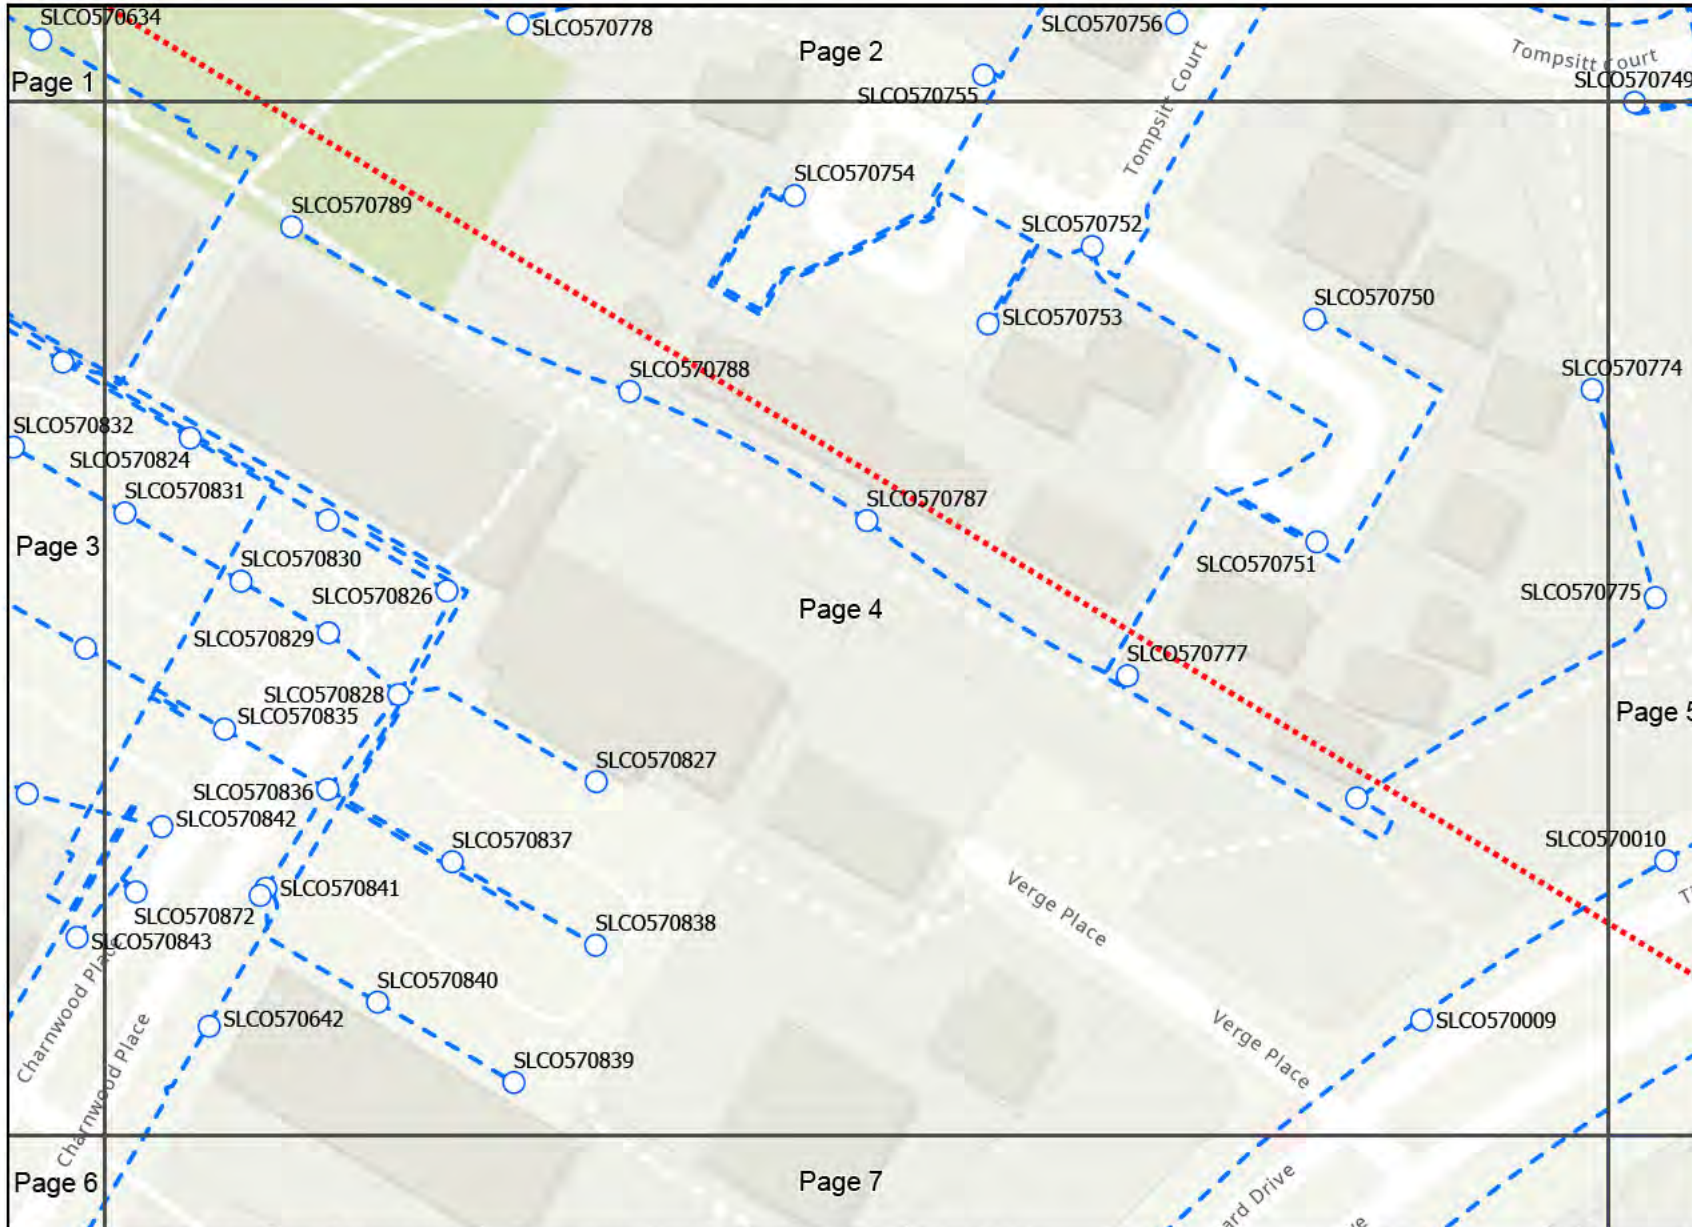 SLCO570634
SLCO570778
Page 2
SLCO570756
Tompsitt Court
Page 1
SLCO570755
SLCO570749
Tompsitt Court
SLCO570754
SLCO570789
SLCO570752
SLCO570750
SLCO570753
SLCO570788
SLCO570774
SLCO570832
SLCO570824
SLCO570831
SLCO570787
Page 3
SLCO570830
SLCO570751
SLCO570826
SLCO570775
Page 4
SLCO570829
SLCO570777
SLCO570828
SLCO570835
Page 5
SLCO570827
SLCO570836
SLCO570842
SLCO570837
SLCO570010
SLCO570841
Verge Place
SLCO570872
SLCO570838
SLCO570843
Charnwood Place
SLCO570840
SLCO570642
SLCO570009
Verge Place
SLCO570839
Charnwood Place
Page 6
Page 7
ard Drive